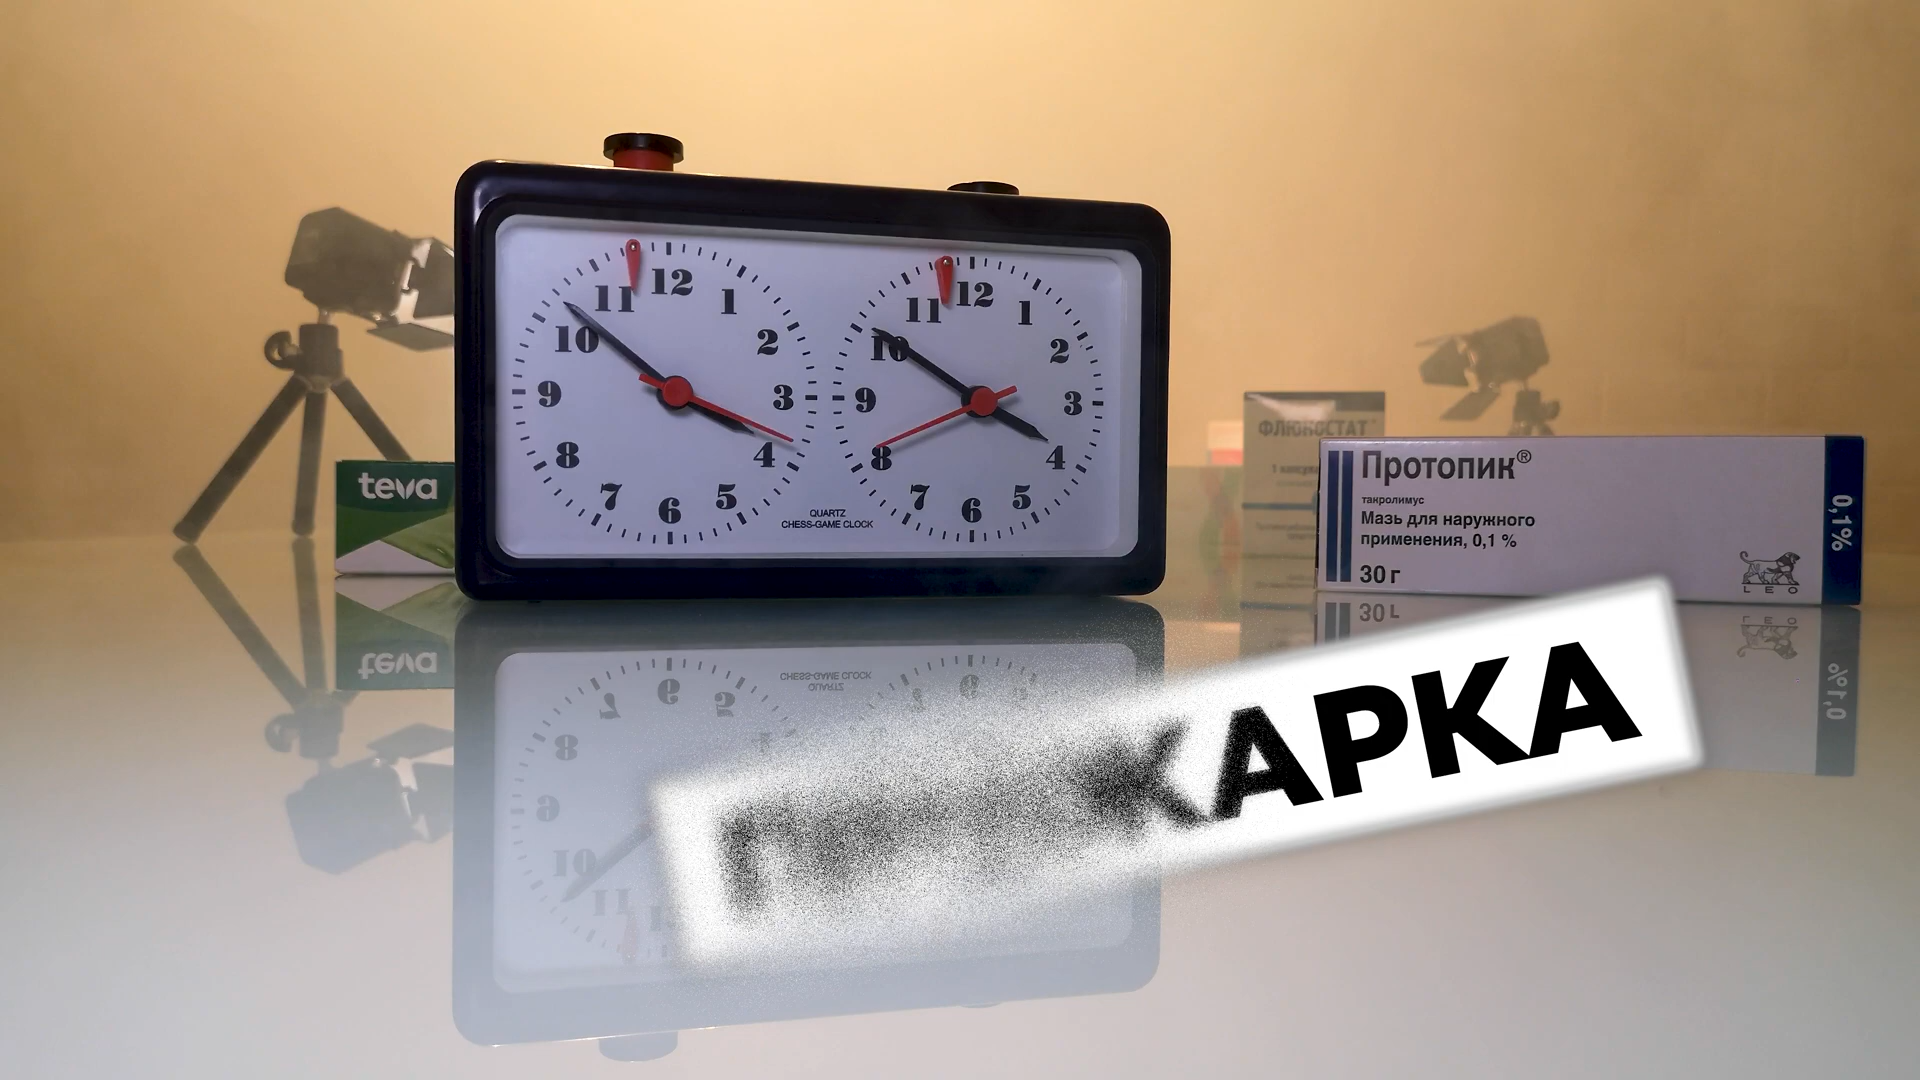 12
11
1
10
2
9
3
8
4
7
5
6
12
11
1
10
2
9
3
8
4
7
5
6
QUARTZ
CHESS-GAME CLOCK
teva
ФЛЮКОСТАТ
Протопик®
такролимус
Мазь для наружного
применения, 0,1 %
30 г
LEO
0,1%